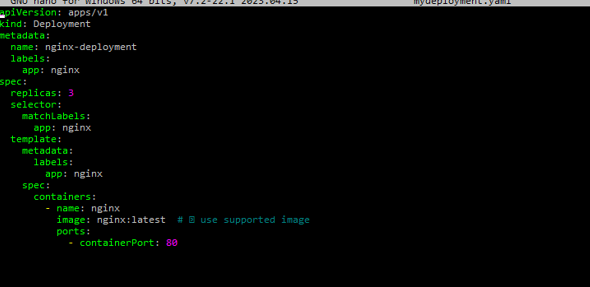 GNU nano for Windows 64 bits, v7.2-22.1 2023.04.15 mydeployment.yaml
apiVersion: apps/v1
kind: Deployment
metadata:
  name: nginx-deployment
  labels:
    app: nginx
spec:
  replicas: 3
  selector:
    matchLabels:
      app: nginx
  template:
    metadata:
      labels:
        app: nginx
    spec:
      containers:
        - name: nginx
          image: nginx:latest  # use supported image
          ports:
            - containerPort: 80